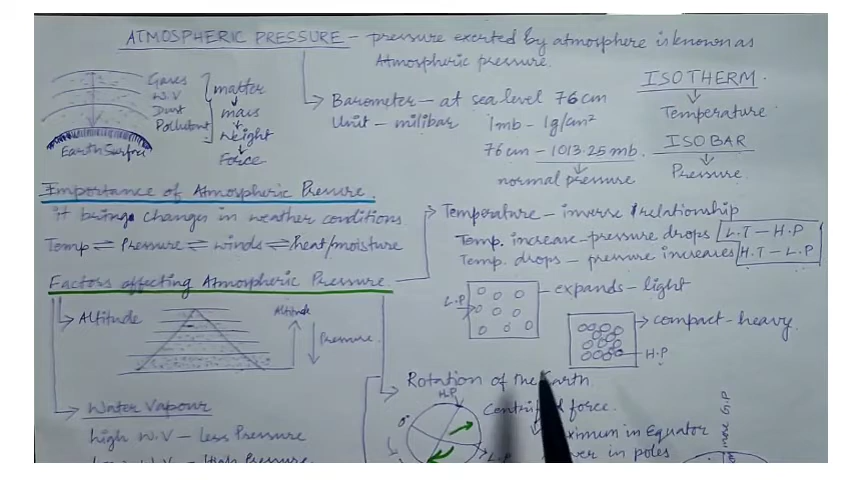 ATMOSPHERIC PRESSURE - pressure exerted by atmosphere is known as
Atmospheric pressure.
Gases
W.V
Dust
Pollutant
matter
mass
Weight
Force
Earth Surface
Barometer - at sea level 76 cm
Unit - milibar 1mb - 1g/cm²
76 cm - 1013.25 mb.
normal pressure
ISOTHERM
Temperature
ISOBAR
Pressure
Importance of Atmospheric Pressure.
it brings changes in weather conditions
Temp ⇌ Pressure ⇌ winds ⇌ heat/moisture
Factors affecting Atmospheric Pressure.
Temperature - inverse relationship
Temp. increase - pressure drops L.T - H.P
Temp. drops - pressure increases H.T - L.P
L.P
expands - light
compact - heavy.
H.P
Altitude
Altitude
Pressure
Water Vapour
high W.V - less Pressure
High Pressure
Rotation of the Earth
H.P
0°
L.P
force.
in Equator
in poles